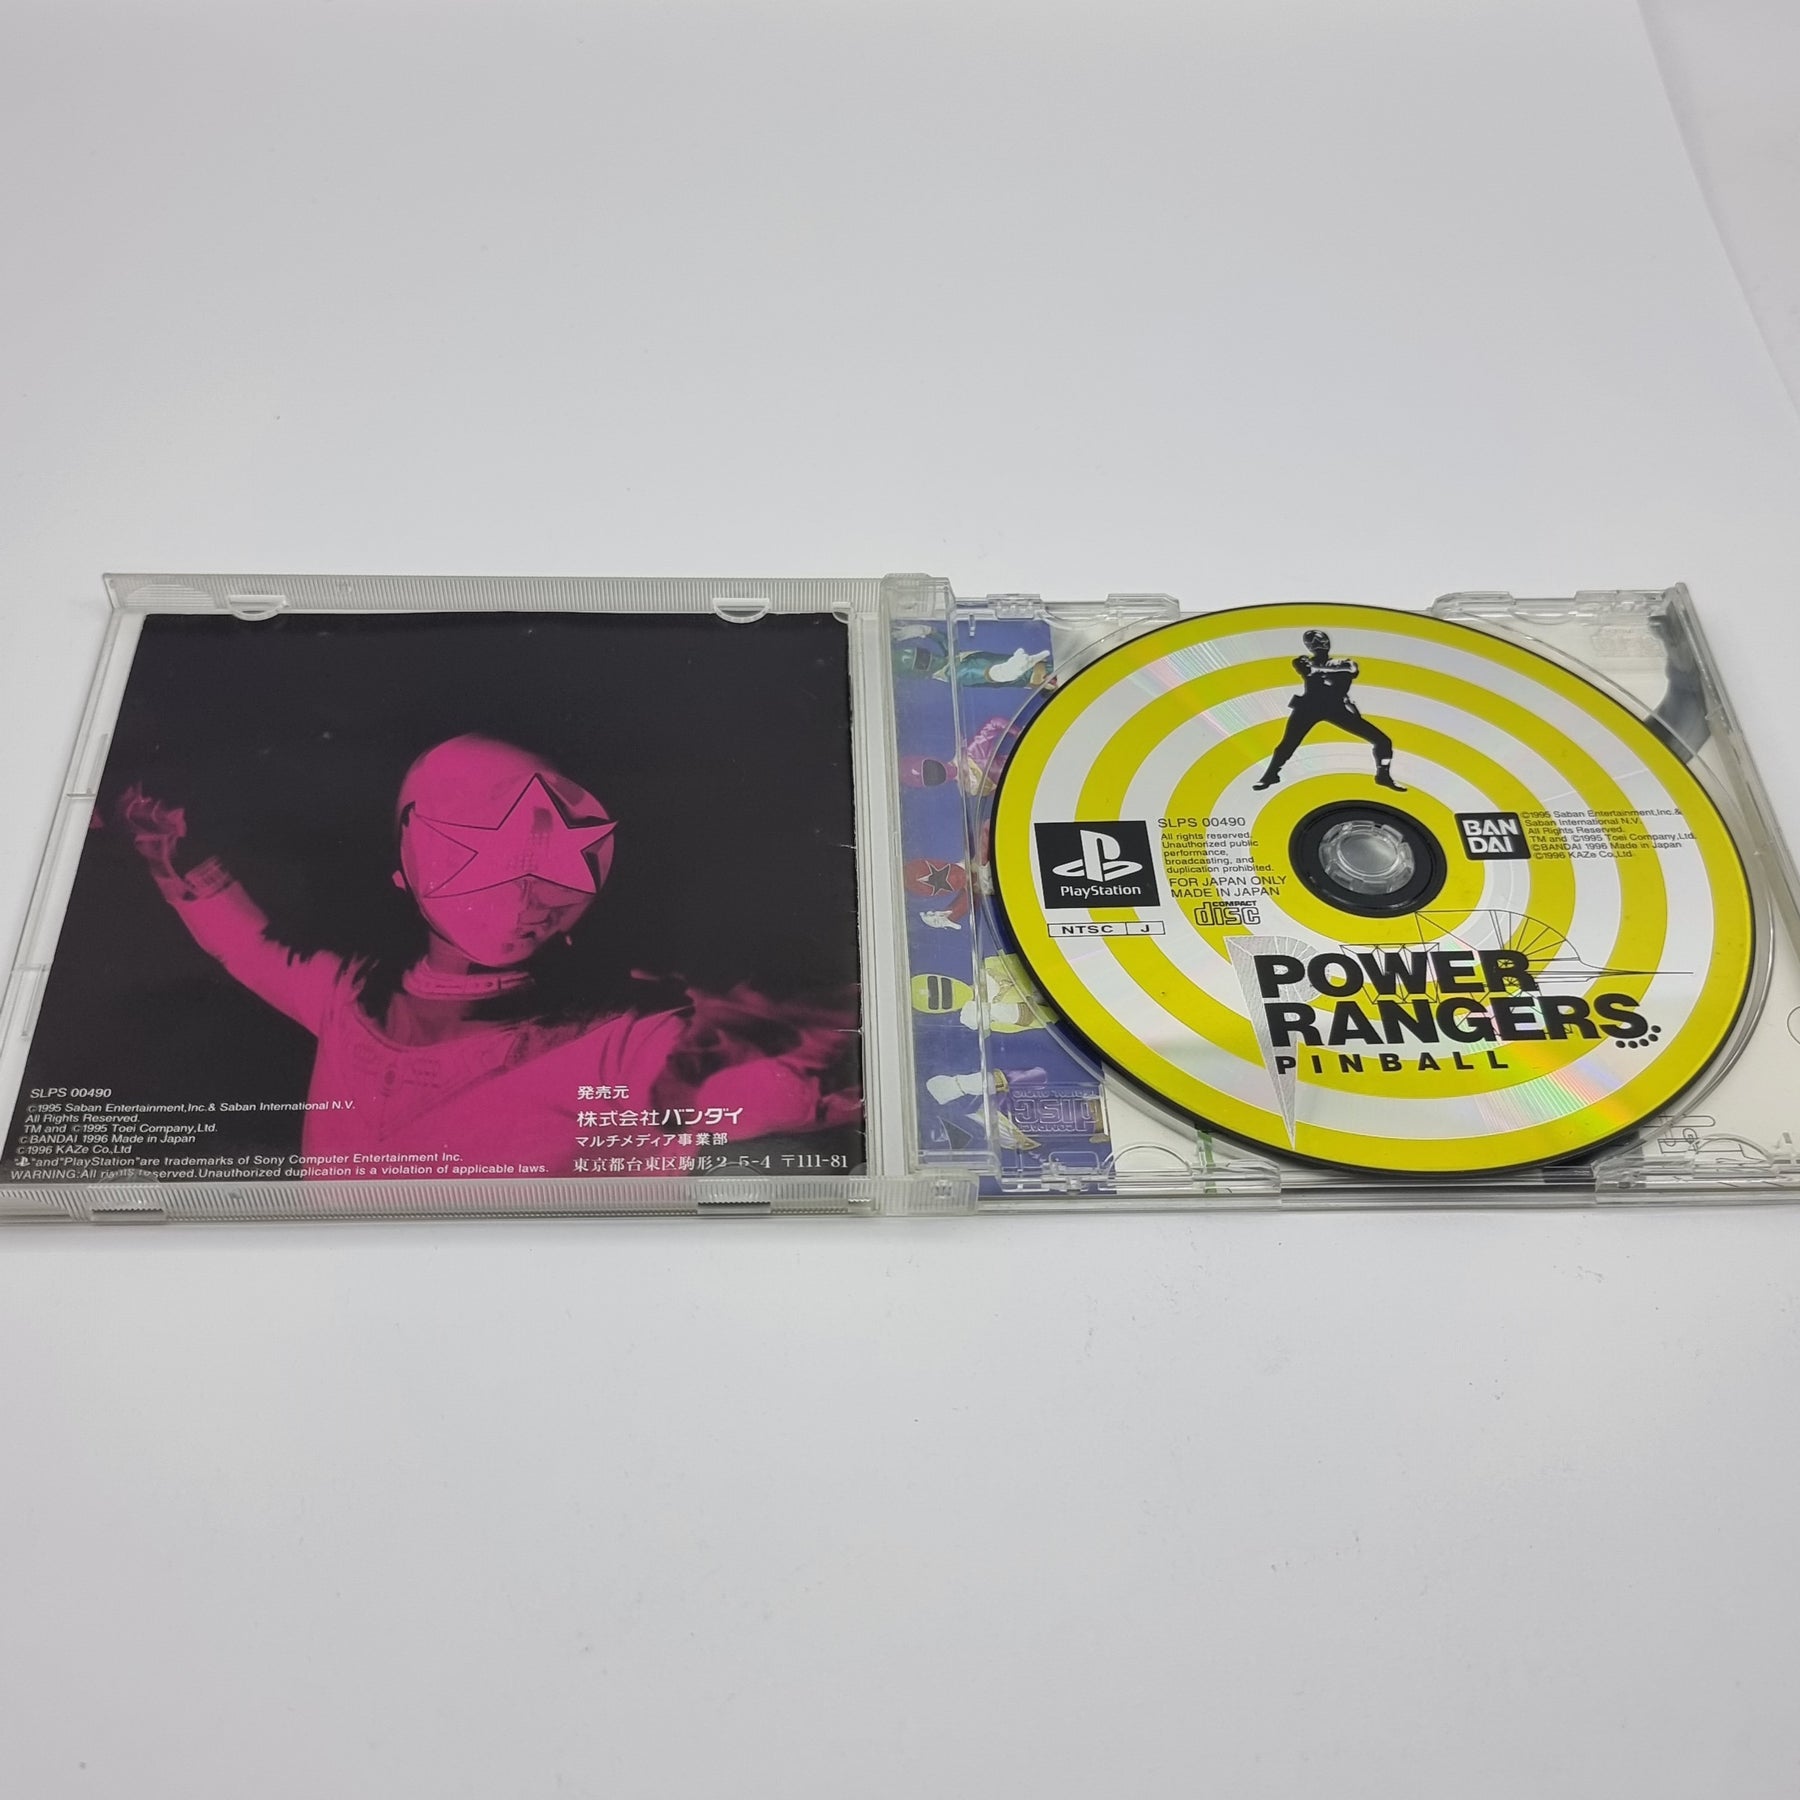 SLPS 00490
©1995 Saban Entertainment,Inc.& Saban International N.V.
All Rights Reserved.
TM and ©1995 Toei Company,Ltd.
©BANDAI 1996 Made in Japan
©1996 KAZe Co.,Ltd
" "and"PlayStation"are trademarks of Sony Computer Entertainment Inc.
WARNING:All rights reserved.Unauthorized duplication is a violation of applicable laws.
発売元
株式会社バンダイ
マルチメディア事業部
東京都台東区駒形2-5-4 〒111-81
PlayStation
NTSC J
SLPS 00490
All rights reserved.
Unauthorized public
performance,
broadcasting, and
duplication prohibited.
FOR JAPAN ONLY
MADE IN JAPAN
COMPACT
disc
BAN
DAI
©1995 Saban Entertainment,Inc.&
Saban International N.V.
All Rights Reserved.
TM and ©1995 Toei Company,Ltd.
©BANDAI 1996 Made in Japan
©1996 KAZe Co.,Ltd
POWER
RANGERS
PINBALL